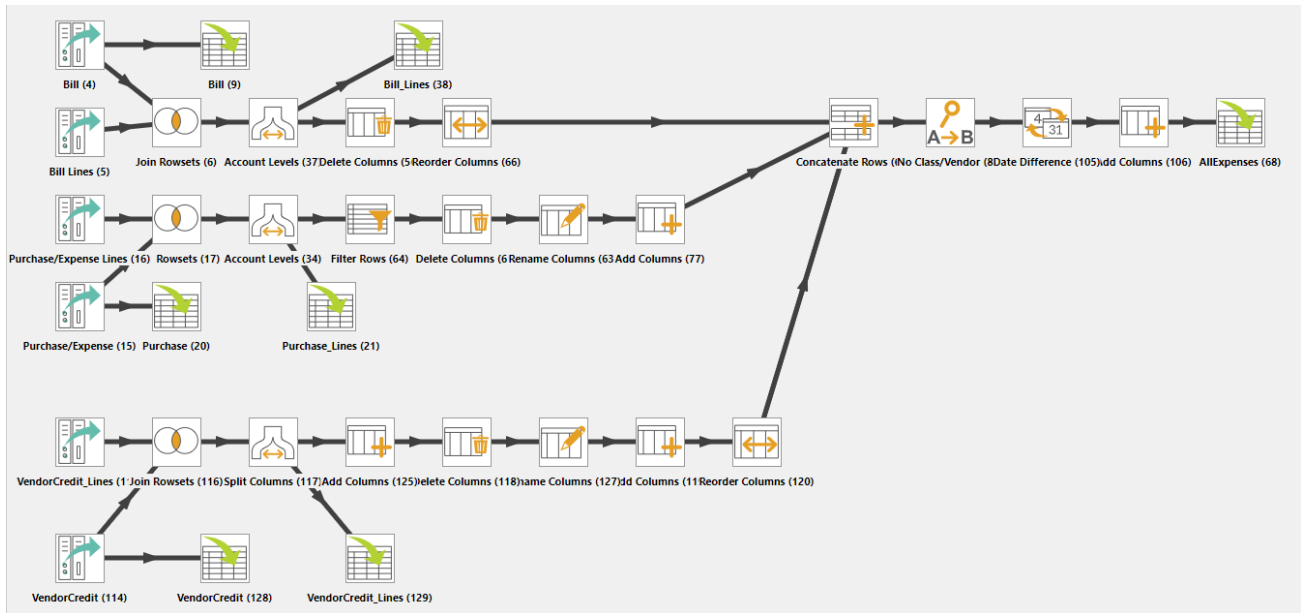 Bill (4)
Bill (9)
Bill_Lines (38)
4
31
A→B
Join Rowsets (6)
Account Levels (37
Delete Columns (5
Reorder Columns (66)
Concatenate Rows (
No Class/Vendor (8
Date Difference (105)
dd Columns (106)
AllExpenses (68)
Bill Lines (5)
Purchase/Expense Lines (16)
Rowsets (17)
Account Levels (34)
Filter Rows (64)
Delete Columns (6
Rename Columns (63
Add Columns (77)
Purchase/Expense (15)
Purchase (20)
Purchase_Lines (21)
VendorCredit_Lines (1
Join Rowsets (116)
Split Columns (117)
Add Columns (125)
elete Columns (118)
name Columns (127)
dd Columns (11
Reorder Columns (120)
VendorCredit (114)
VendorCredit (128)
VendorCredit_Lines (129)